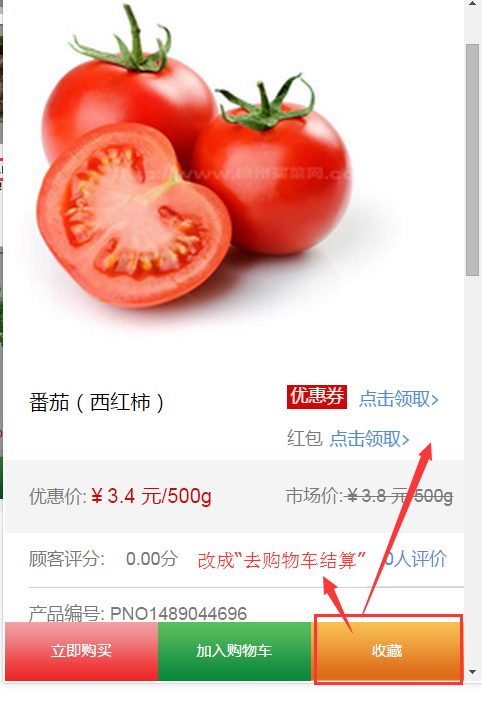 番茄（西红柿）
优惠券 点击领取>
红包 点击领取>
优惠价: ¥ 3.4 元/500g 市场价: ¥ 3.8 元/500g
顾客评分: 0.00分 改成“去购物车结算” 0人评价
产品编号: PNO1489044696
立即购买 加入购物车 收藏